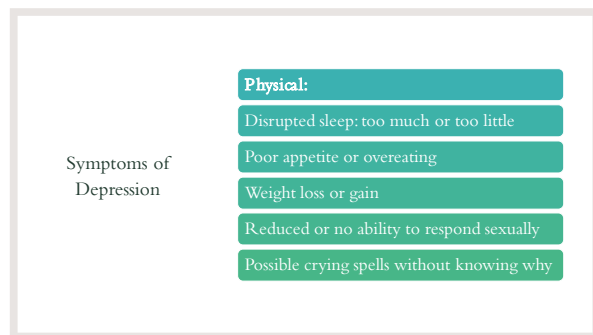 Symptoms of
Depression
Physical:
Disrupted sleep: too much or too little
Poor appetite or overeating
Weight loss or gain
Reduced or no ability to respond sexually
Possible crying spells without knowing why